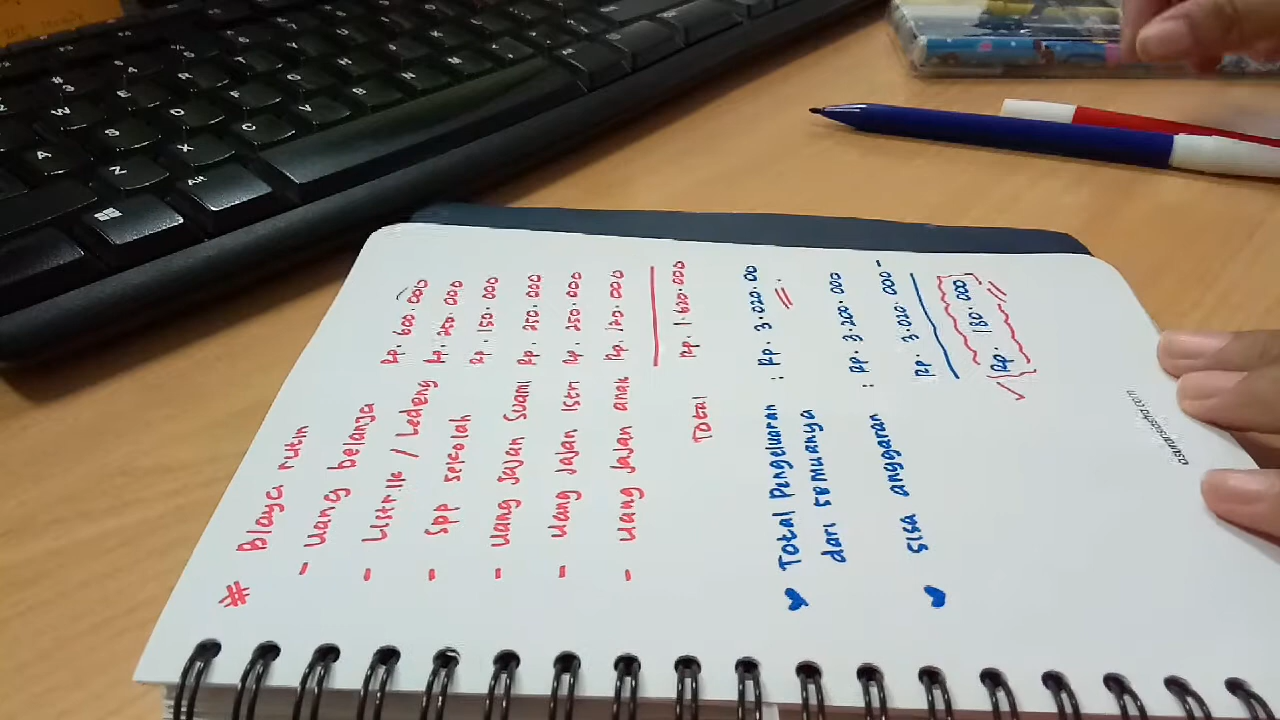 * Biaya rutin
- uang belanja Rp. 600.000
- Listrik / Ledeng Rp. 250.000
- Spp sekolah Rp. 150.000
- uang jajan suami Rp. 250.000
- uang jajan istri Rp. 250.000
- uang jajan anak Rp. 120.000
Total Rp. 1.620.000
Total Pengeluaran : Rp. 3.020.00
dari semuanya
sisa anggaran : Rp. 3.200.000
Rp. 3.020.000 -
Rp. 180.000
Alt